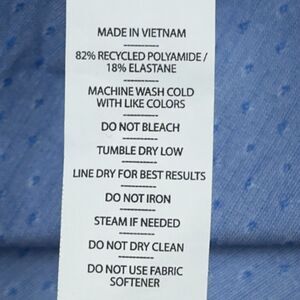 MADE IN VIETNAM
82% RECYCLED POLYAMIDE /
18% ELASTANE
MACHINE WASH COLD
WITH LIKE COLORS
DO NOT BLEACH
TUMBLE DRY LOW
LINE DRY FOR BEST RESULTS
DO NOT IRON
STEAM IF NEEDED
DO NOT DRY CLEAN
DO NOT USE FABRIC
SOFTENER